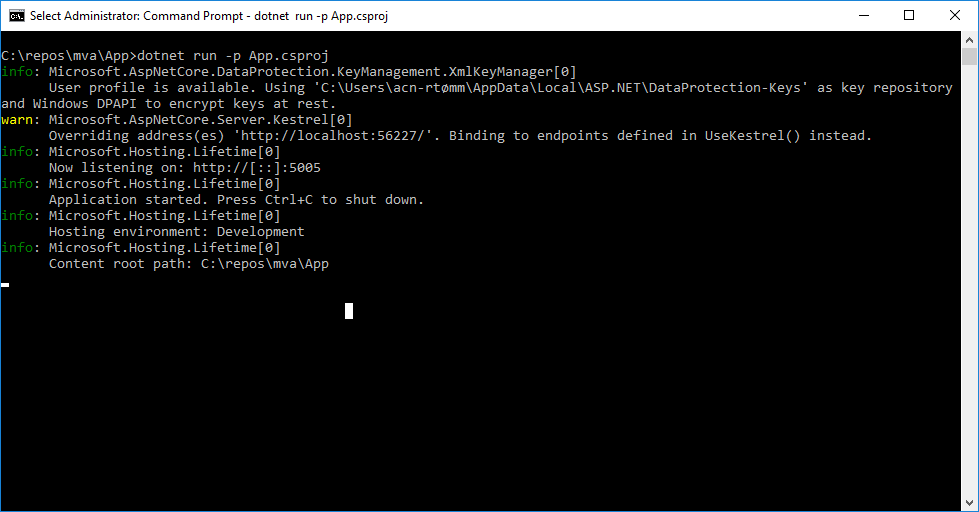 Select Administrator: Command Prompt - dotnet  run -p App.csproj
C:\repos\mva\App>dotnet run -p App.csproj
info: Microsoft.AspNetCore.DataProtection.KeyManagement.XmlKeyManager[0]
      User profile is available. Using 'C:\Users\acn-rtømm\AppData\Local\ASP.NET\DataProtection-Keys' as key repository
and Windows DPAPI to encrypt keys at rest.
warn: Microsoft.AspNetCore.Server.Kestrel[0]
      Overriding address(es) 'http://localhost:56227/'. Binding to endpoints defined in UseKestrel() instead.
info: Microsoft.Hosting.Lifetime[0]
      Now listening on: http://[::]:5005
info: Microsoft.Hosting.Lifetime[0]
      Application started. Press Ctrl+C to shut down.
info: Microsoft.Hosting.Lifetime[0]
      Hosting environment: Development
info: Microsoft.Hosting.Lifetime[0]
      Content root path: C:\repos\mva\App